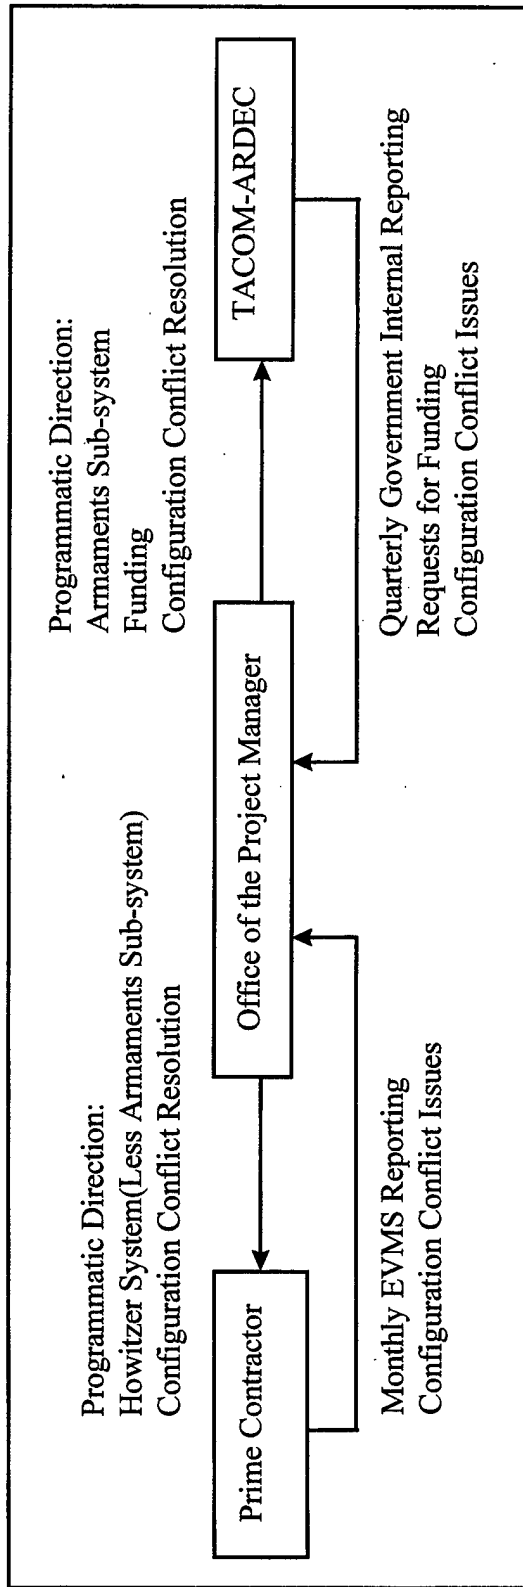 Programmatic Direction:
Howitzer System(Less Armaments Sub-system)
Configuration Conflict Resolution
Programmatic Direction:
Armaments Sub-system
Funding
Configuration Conflict Resolution
Prime Contractor
Office of the Project Manager
TACOM-ARDEC
Monthly EVMS Reporting
Configuration Conflict Issues
Quarterly Government Internal Reporting
Requests for Funding
Configuration Conflict Issues